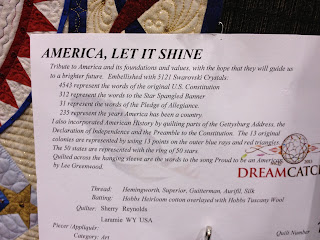 AMERICA, LET IT SHINE
Tribute to America and its foundations and values, with the hope that they will guide us
to a brighter future. Embellished with 5121 Swarovski Crystals:
4543 represent the words of the original U.S. Constitution
312 represent the words to the Star Spangled Banner
31 represent the words of the Pledge of Allegiance.
235 represent the years America has been a country.
I also incorporated American History by quilting parts of the Gettysburg Address, the
Declaration of Independence and the Preamble to the Constitution. The 13 original
colonies are represented by using 13 points on the outer blue rays and red triangles.
The 50 states are represented with the ring of 50 stars.
Quilted across the hanging sleeve are the words to the song Proud to be an American
by Lee Greenwood.
DREAMCATC
Thread: Hemingworth, Superior, Gutterman, Aurifil, Silk
Batting: Hobbs Heirloom cotton overlayed with Hobbs Tuscany Wool
Quilter: Sherry Reynolds
Laramie WY USA
Piecer/Appliquér:
Category: Art
Quilt